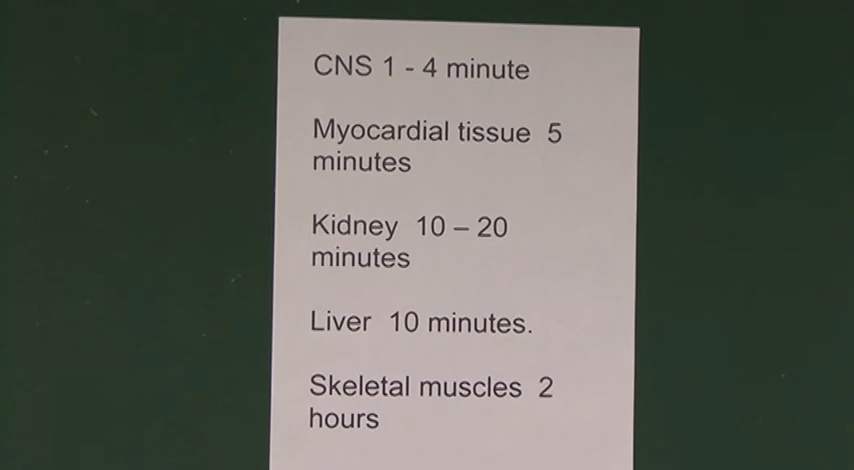 CNS 1 - 4 minute
Myocardial tissue 5
minutes
Kidney 10 – 20
minutes
Liver 10 minutes.
Skeletal muscles 2
hours